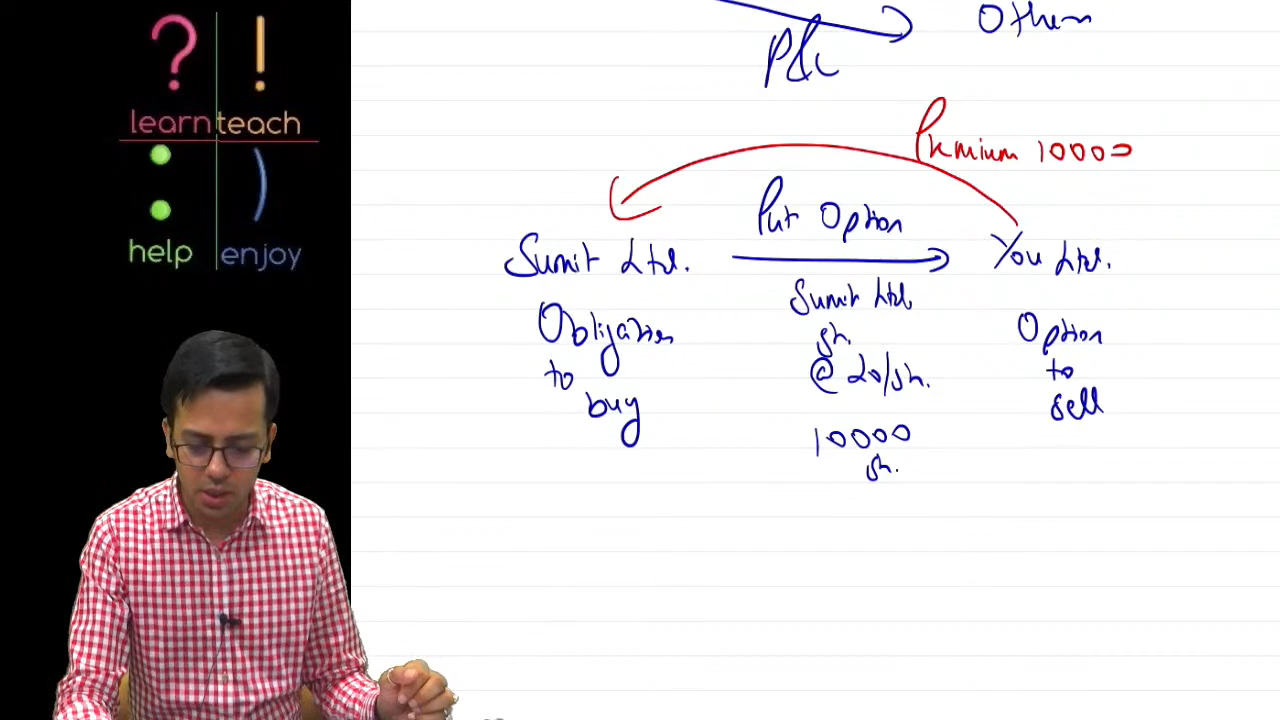 ? !
learn teach
help enjoy
Others
P&L
Premium 10000
Put Option
Sumit Ltd.
You Ltd.
Sumit Ltd
sh.
@ 20/sh.
10000
sh.
Obligation
to
buy
Option
to
sell